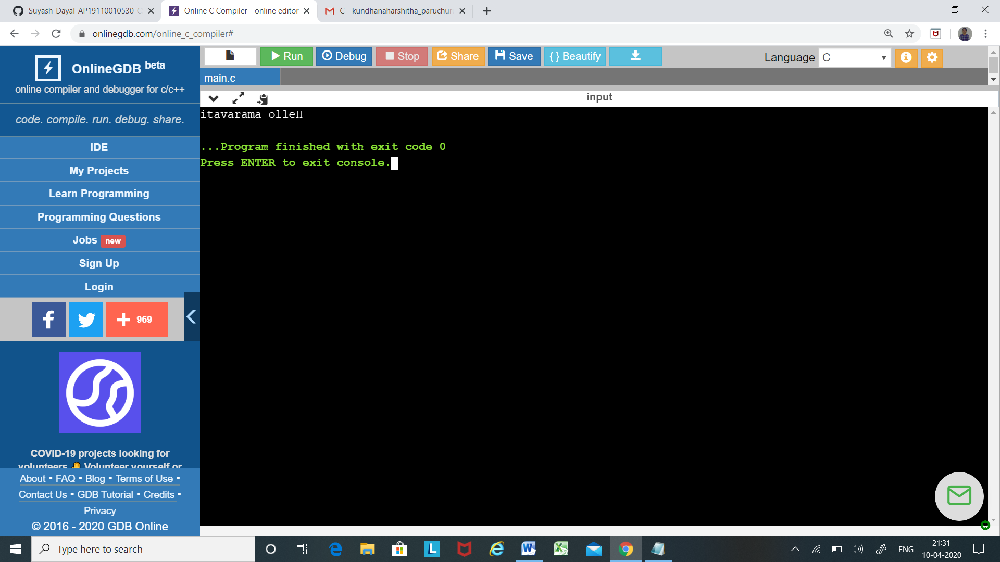 Suyash-Dayal-AP19110010530-C
Online C Compiler - online editor
C - kundhanaharshitha_paruchur
onlinegdb.com/online_c_compiler#
OnlineGDB beta
online compiler and debugger for c/c++
code. compile. run. debug. share.
IDE
My Projects
Learn Programming
Programming Questions
Jobs new
Sign Up
Login
969
COVID-19 projects looking for
volunteers Volunteer yourself or
About • FAQ • Blog • Terms of Use •
Contact Us • GDB Tutorial • Credits •
Privacy
© 2016 - 2020 GDB Online
Run
Debug
Stop
Share
Save
{ } Beautify
Language C
main.c
input
itavarama olleH
...Program finished with exit code 0
Press ENTER to exit console.
Type here to search
ENG
21:31
10-04-2020